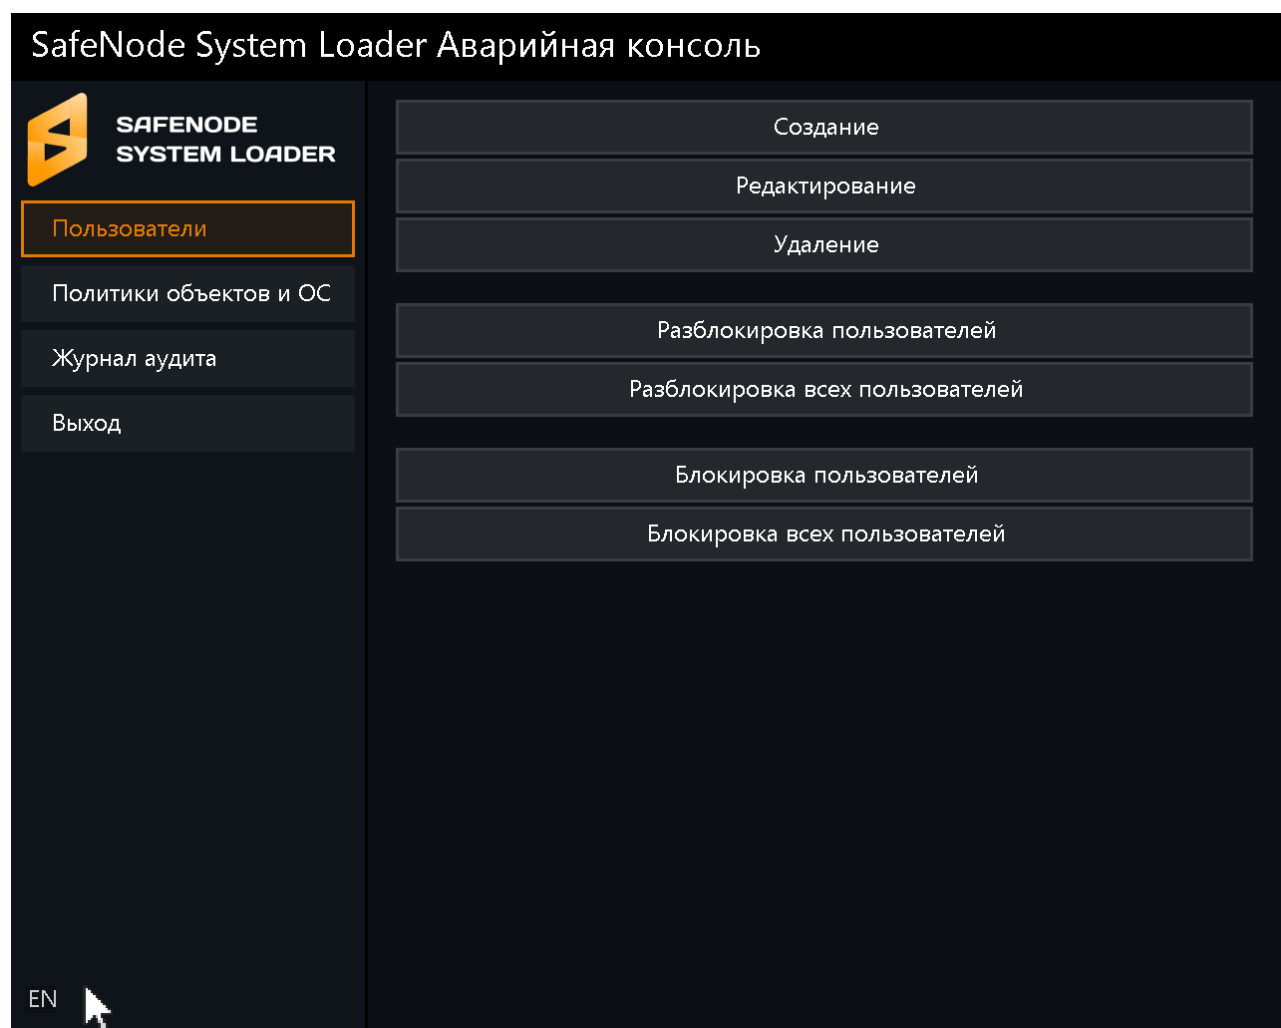 SafeNode System Loader Аварийная консоль
SAFENODE
SYSTEM LOADER
Пользователи
Политики объектов и ОС
Журнал аудита
Выход
Создание
Редактирование
Удаление
Разблокировка пользователей
Разблокировка всех пользователей
Блокировка пользователей
Блокировка всех пользователей
EN